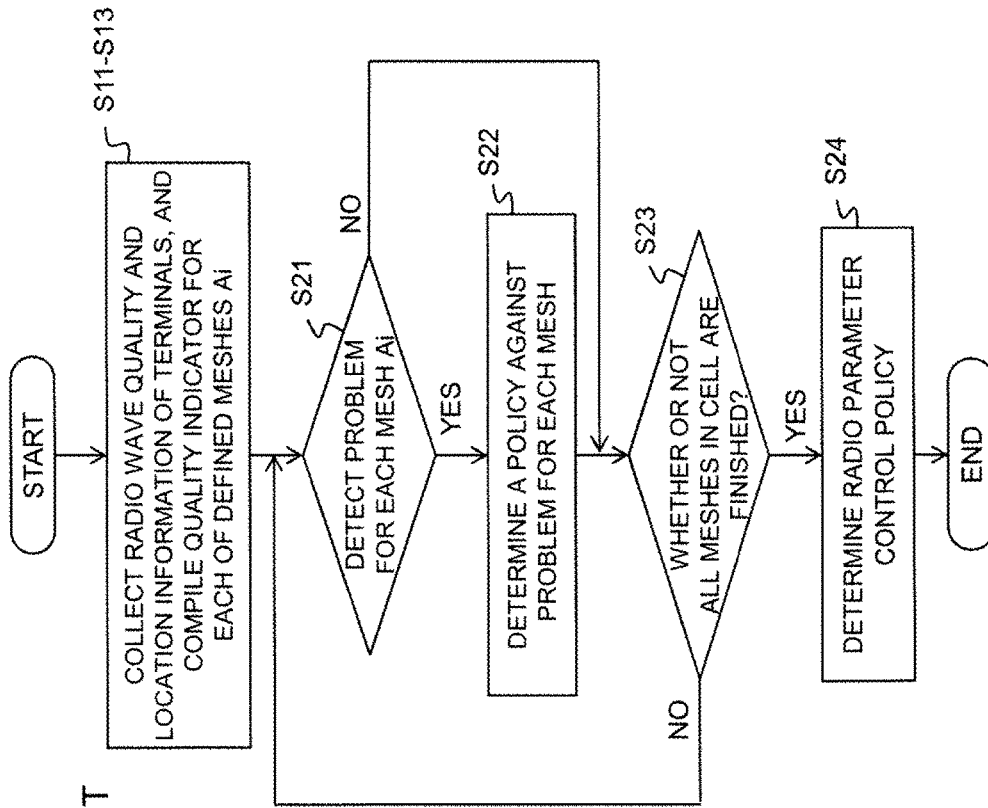 START
S11-S13
COLLECT RADIO WAVE QUALITY AND
LOCATION INFORMATION OF TERMINALS, AND
COMPILE QUALITY INDICATOR FOR
EACH OF DEFINED MESHES Ai
T
S21
DETECT PROBLEM
FOR EACH MESH Ai
NO
YES
S22
DETERMINE A POLICY AGAINST
PROBLEM FOR EACH MESH
S23
WHETHER OR NOT
ALL MESHES IN CELL ARE
FINISHED?
NO
YES
S24
DETERMINE RADIO PARAMETER
CONTROL POLICY
END